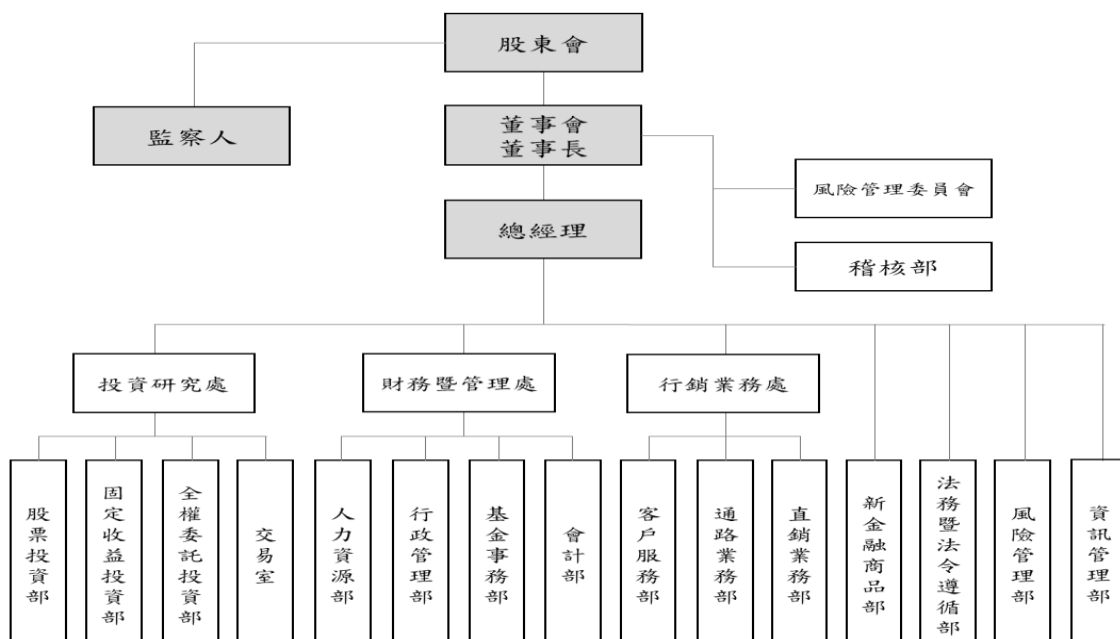 股東會
監察人
董事會
董事長
風險管理委員會
總經理
稽核部
投資研究處
財務暨管理處
行銷業務處
股票投資部
固定收益投資部
全權委託投資部
交易室
人力資源部
行政管理部
基金事務部
會計部
客戶服務部
通路業務部
直銷業務部
新金融商品部
法務暨法令遵循部
風險管理部
資訊管理部